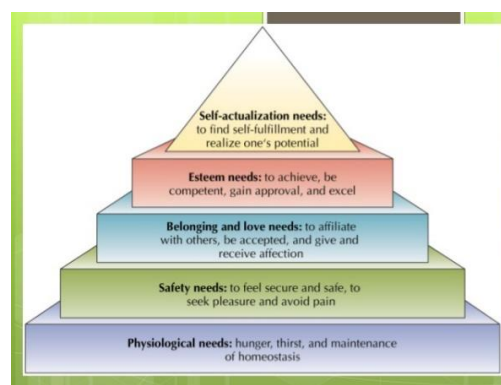 Self-actualization needs:
to find self-fulfillment and
realize one's potential
Esteem needs: to achieve, be
competent, gain approval, and excel
Belonging and love needs: to affiliate
with others, be accepted, and give and
receive affection
Safety needs: to feel secure and safe, to
seek pleasure and avoid pain
Physiological needs: hunger, thirst, and maintenance
of homeostasis